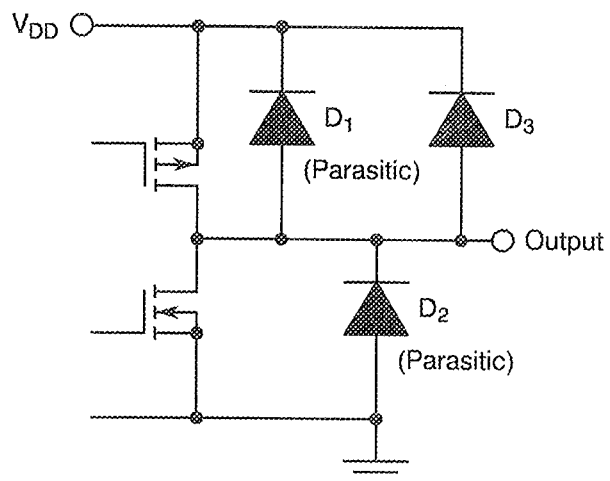 V_DD
D_1
(Parasitic)
D_3
Output
D_2
(Parasitic)